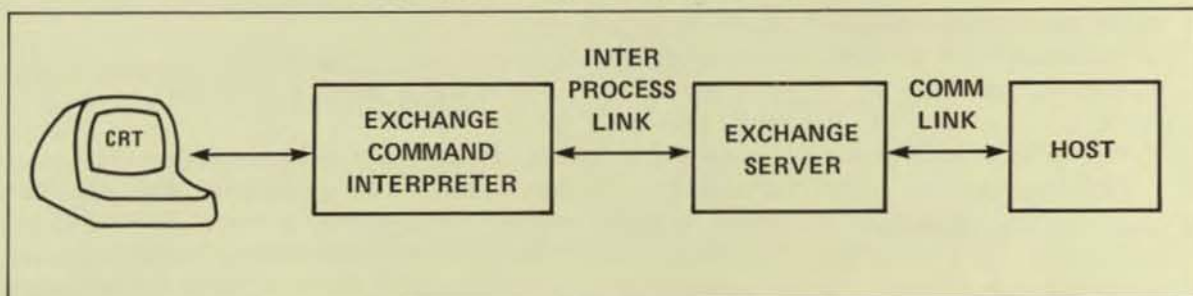 CRT
EXCHANGE
COMMAND
INTERPRETER
INTER
PROCESS
LINK
EXCHANGE
SERVER
COMM
LINK
HOST